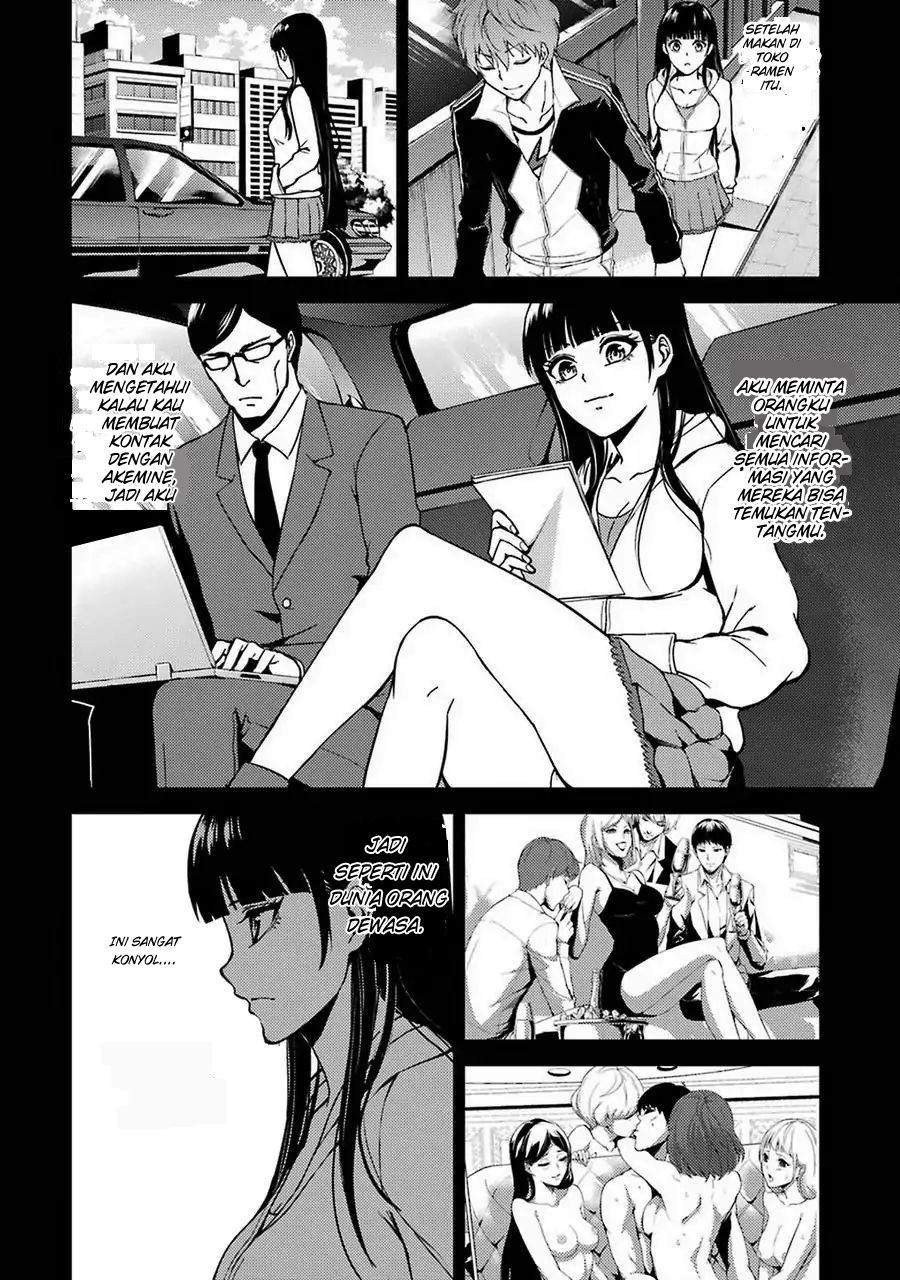 SETELAH
MAKAN DI
TOKO
RAMEN
ITU.
AKU MEMINTA
ORANGKU
UNTUK
MENCARI
SEMUA INFOR-
MASI YANG
MEREKA BISA
TEMUKAN TEN-
TANGMU.
DAN AKU
MENGETAHUI
KALAU KAU
MEMBUAT
KONTAK
DENGAN
AKEMINE,
JADI AKU
JADI
SEPERTI INI
DUNIA ORANG
DEWASA.
INI SANGAT
KONYOL....